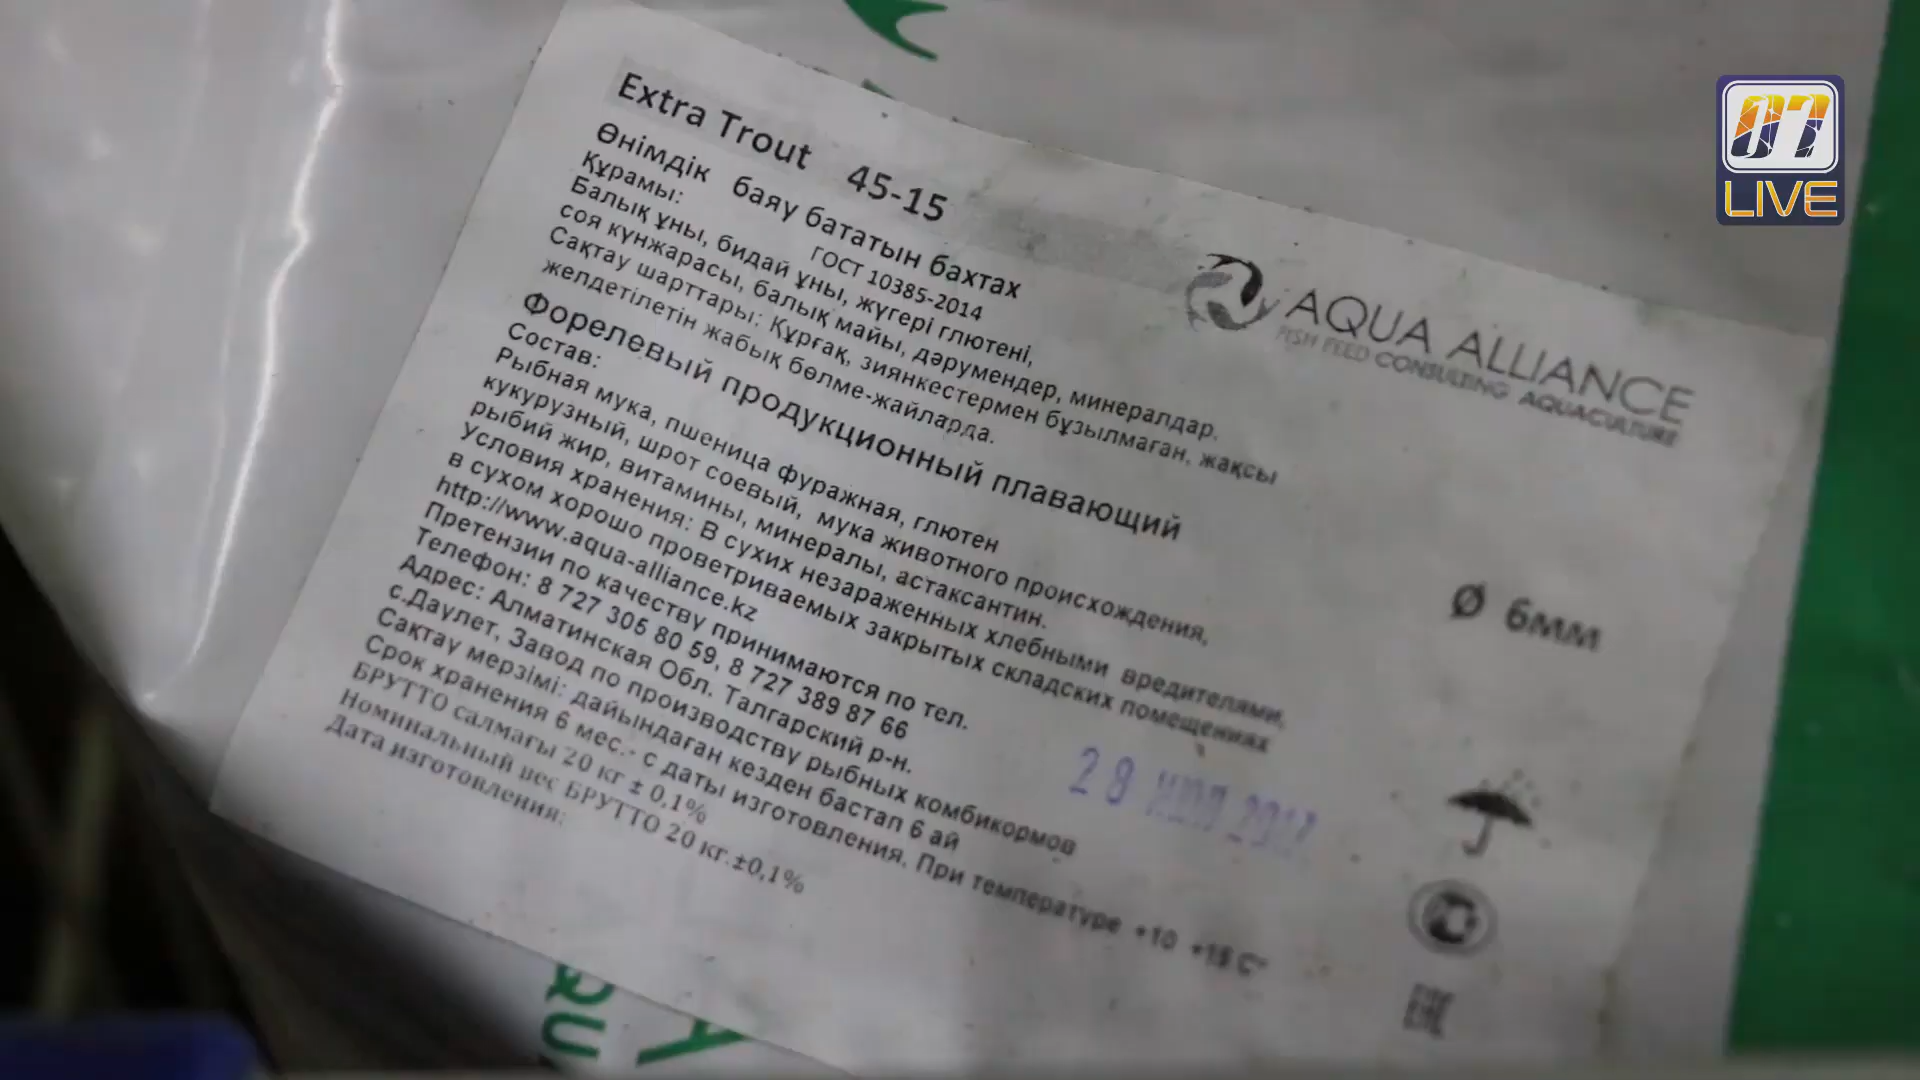 07
LIVE
Extra Trout 45-15
Өнімдік баяу бататын бахтах
ГОСТ 10385-2014
Құрамы:
Балық ұны, бидай ұны, жүгері глютені,
соя күнжарасы, балық майы, дәрумендер, минералдар.
Сақтау шарттары: Құрғақ, зиянкестермен бұзылмаған, жақсы
желдетілетін жабық бөлме-жайларда.
Форелевый продукционный плавающий
Состав:
Рыбная мука, пшеница фуражная, глютен
кукурузный, шрот соевый, мука животного происхождения,
рыбий жир, витамины, минералы, астаксантин.
Условия хранения: В сухих незараженных хлебными вредителями,
в сухом хорошо проветриваемых закрытых складских помещениях
http://www.aqua-alliance.kz
Претензии по качеству принимаются по тел.
Телефон: 8 727 305 80 59, 8 727 389 87 66
Адрес: Алматинская Обл. Талгарский р-н.
с.Даулет, Завод по производству рыбных комбикормов
Сақтау мерзімі: дайындаған кезден бастап 6 ай
Срок хранения 6 мес.- с даты изготовления. При температуре +10 +15 С°
БРУТТО салмағы 20 кг ± 0,1%
Номинальный вес БРУТТО 20 кг.±0,1%
Дата изготовления:
AQUA ALLIANCE
FISH FEED CONSULTING AQUACULTURE
Ø 6мм
28
EAC
QU
A